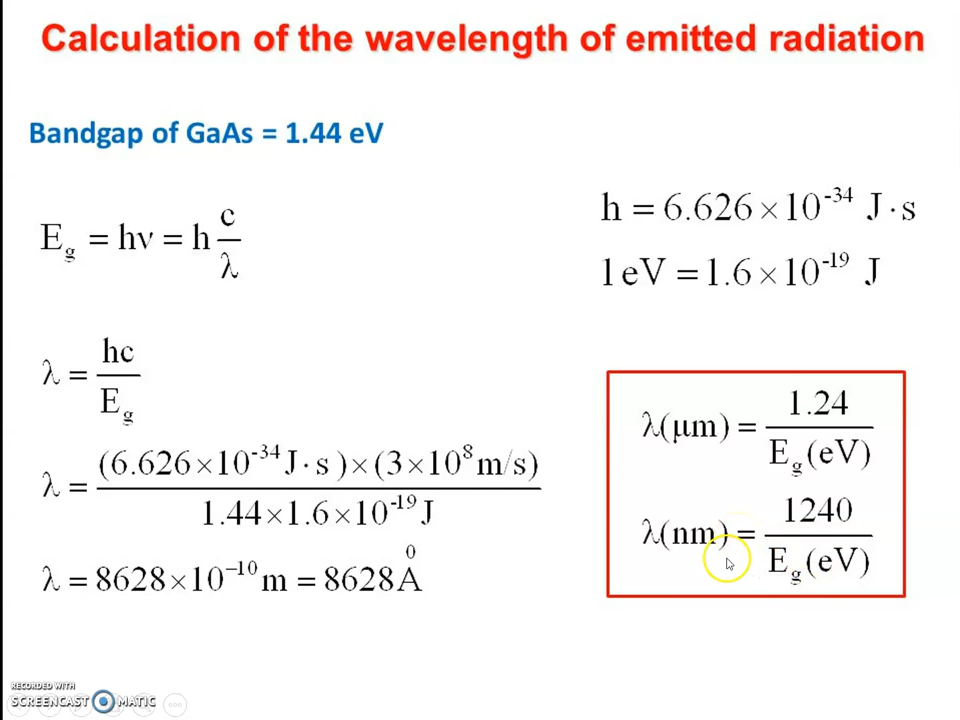 Calculation of the wavelength of emitted radiation
Bandgap of GaAs = 1.44 eV
E_g = hν = h c/λ
h = 6.626×10^-34 J·s
1eV = 1.6×10^-19 J
λ = hc/E_g
λ = (6.626×10^-34 J·s)×(3×10^8 m/s)/1.44×1.6×10^-19 J
λ = 8628×10^−10 m = 8628 Å
λ(μm) = 1.24/E_g(eV)
λ(nm) = 1240/E_g(eV)
RECORDED WITH
SCREENCAST MATIC